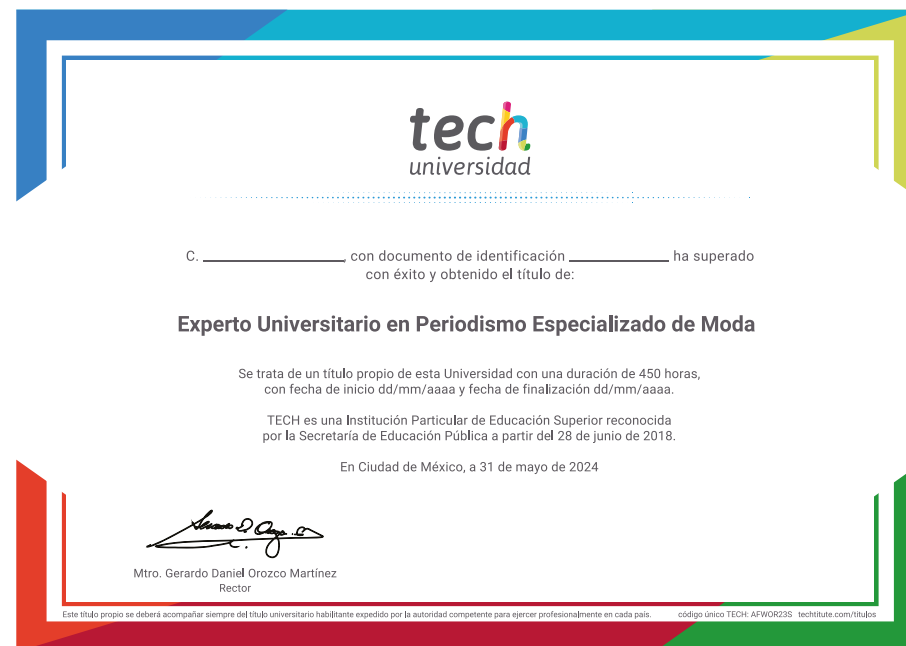 tech
universidad
C. ____________, con documento de identificación ____________ ha superado
con éxito y obtenido el título de:
Experto Universitario en Periodismo Especializado de Moda
Se trata de un título propio de esta Universidad con una duración de 450 horas,
con fecha de inicio dd/mm/aaaa y fecha de finalización dd/mm/aaaa.
TECH es una Institución Particular de Educación Superior reconocida
por la Secretaría de Educación Pública a partir del 28 de junio de 2018.
En Ciudad de México, a 31 de mayo de 2024
Mtro. Gerardo Daniel Orozco Martínez
Rector
Este título propio se deberá acompañar siempre del título universitario habilitante expedido por la autoridad competente para ejercer profesionalmente en cada país. código único TECH: AFWOR23S techtitute.com/titulos